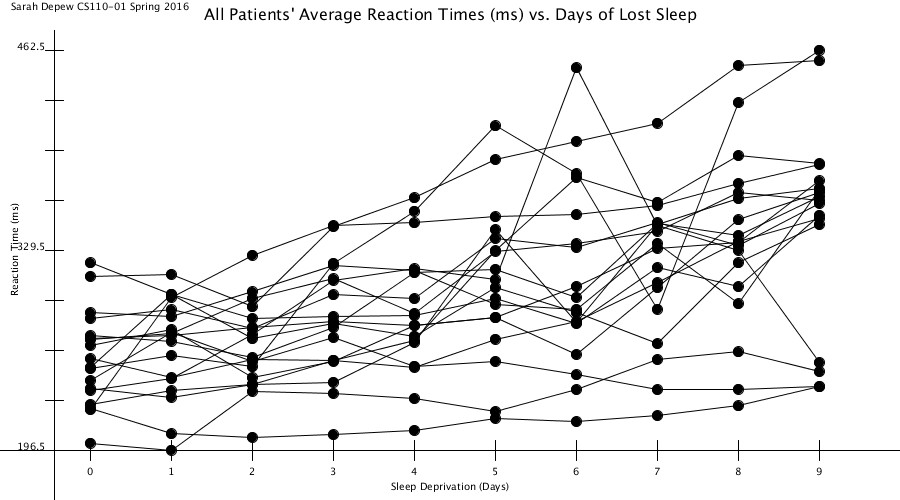 Sarah Depew CS110-01 Spring 2016
All Patients' Average Reaction Times (ms) vs. Days of Lost Sleep
462.5
Reaction Time (ms)
329.5
196.5
0 1 2 3 4 5 6 7 8 9
Sleep Deprivation (Days)